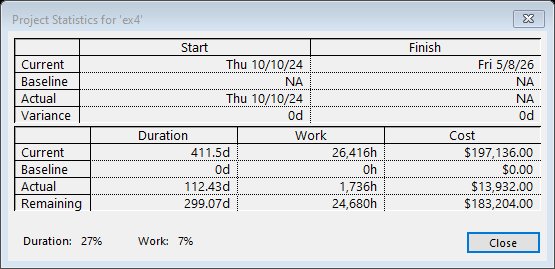 Project Statistics for 'ex4'
Start Finish
Current Thu 10/10/24 Fri 5/8/26
Baseline NA NA
Actual Thu 10/10/24 NA
Variance 0d 0d
Duration Work Cost
Current 411.5d 26,416h $197,136.00
Baseline 0d 0h $0.00
Actual 112.43d 1,736h $13,932.00
Remaining 299.07d 24,680h $183,204.00
Duration: 27% Work: 7% Close